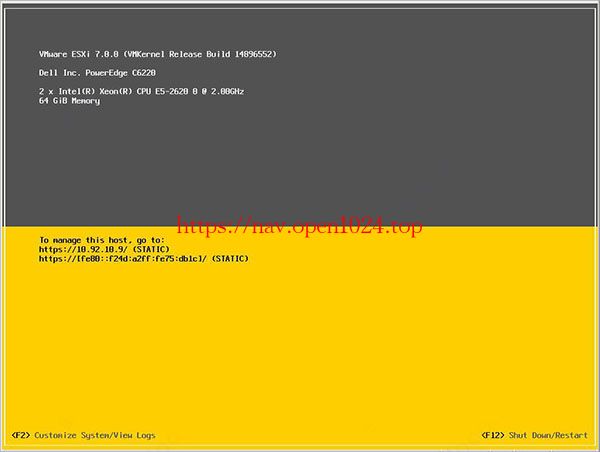 VMware ESXi 7.0.0 (VMKernel Release Build 14896552)
Dell Inc. PowerEdge C6220
2 x Intel(R) Xeon(R) CPU E5-2620 0 @ 2.00GHz
64 GiB Memory
https://nav.open1024.top
To manage this host, go to:
https://10.92.10.9/ (STATIC)
https://[fe80::f24d:a2ff:fe75:db1c]/ (STATIC)
<F2> Customize System/View Logs
<F12> Shut Down/Restart